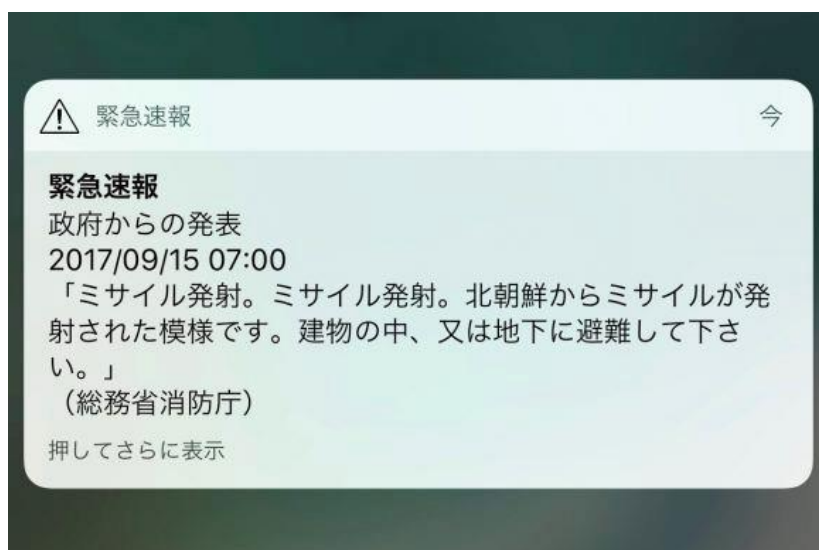 緊急速報 今
緊急速報
政府からの発表
2017/09/15 07:00
「ミサイル発射。ミサイル発射。北朝鮮からミサイルが発
射された模様です。建物の中、又は地下に避難して下さ
い。」
（総務省消防庁）
押してさらに表示